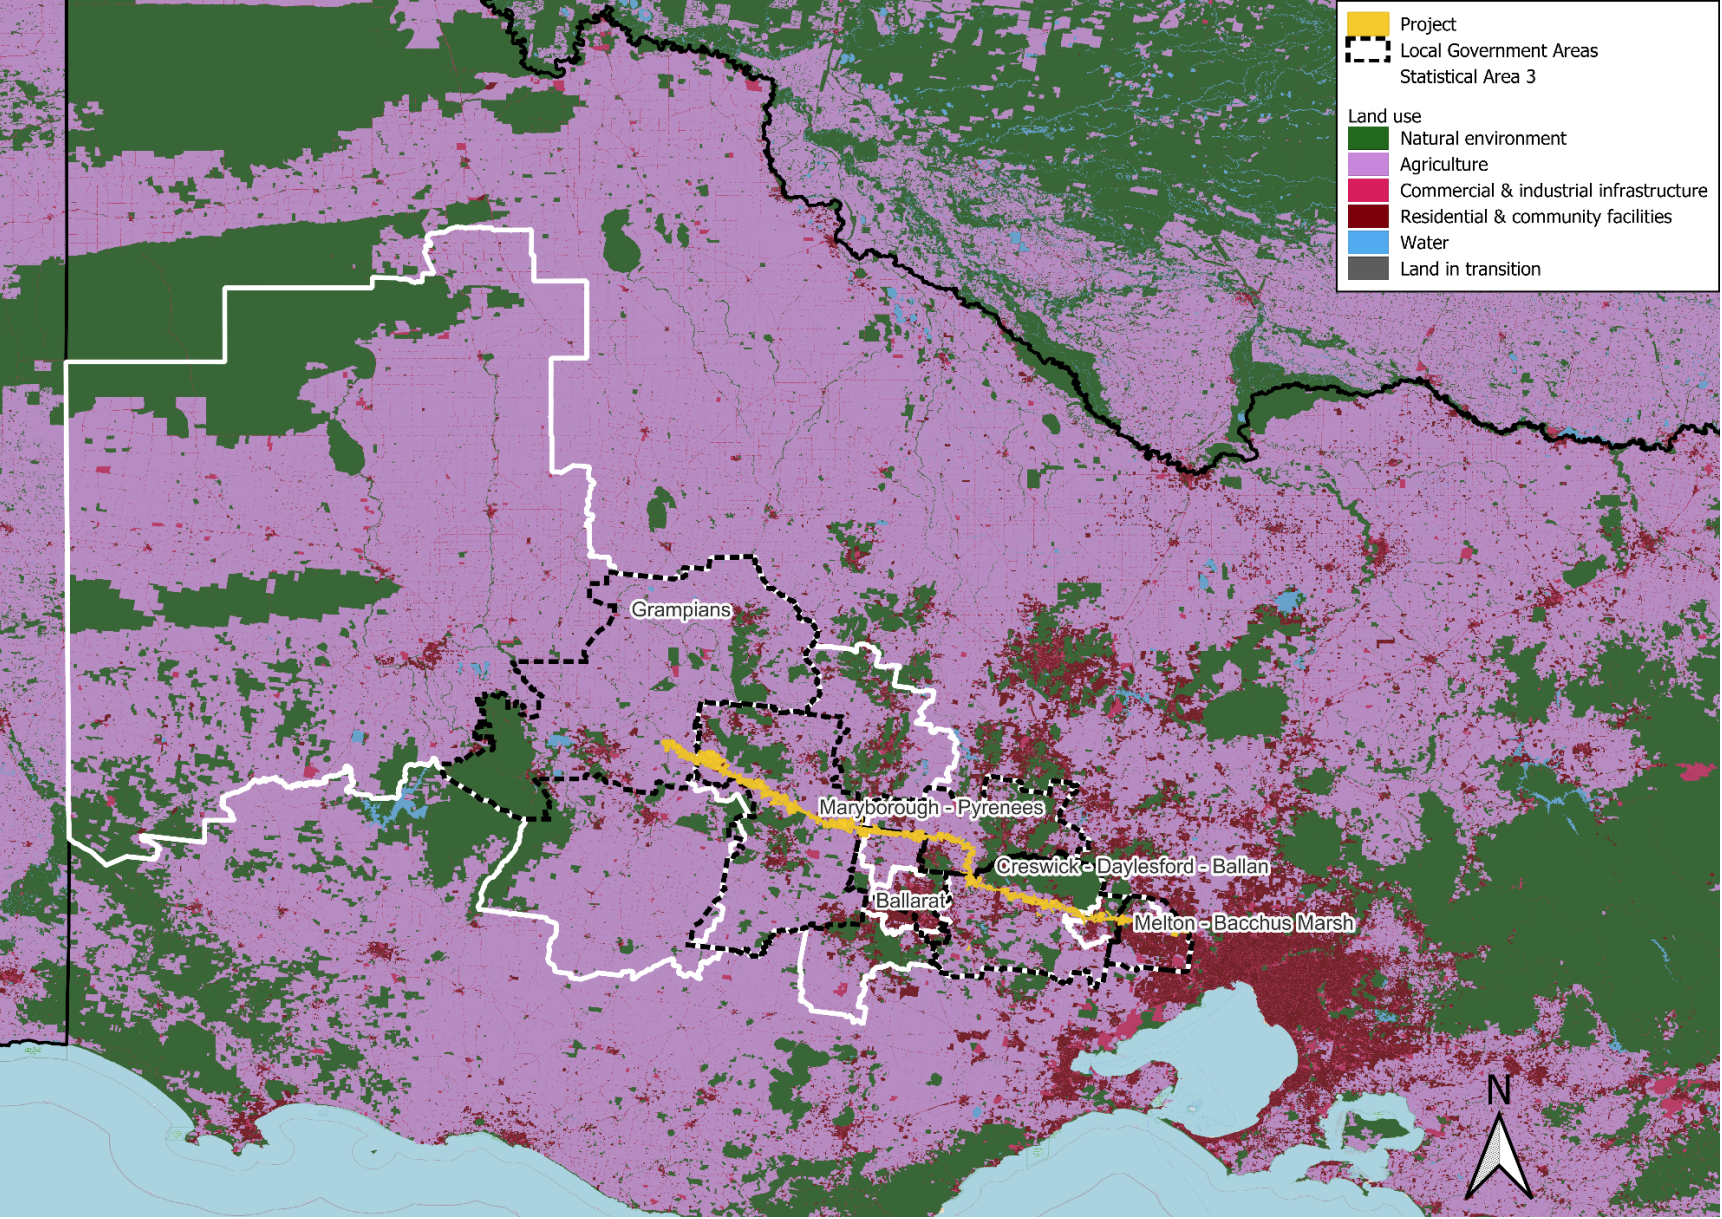 Project
Local Government Areas
Statistical Area 3
Land use
Natural environment
Agriculture
Commercial & industrial infrastructure
Residential & community facilities
Water
Land in transition
Grampians
Maryborough - Pyrenees
Creswick - Daylesford - Ballan
Ballarat
Melton - Bacchus Marsh
N